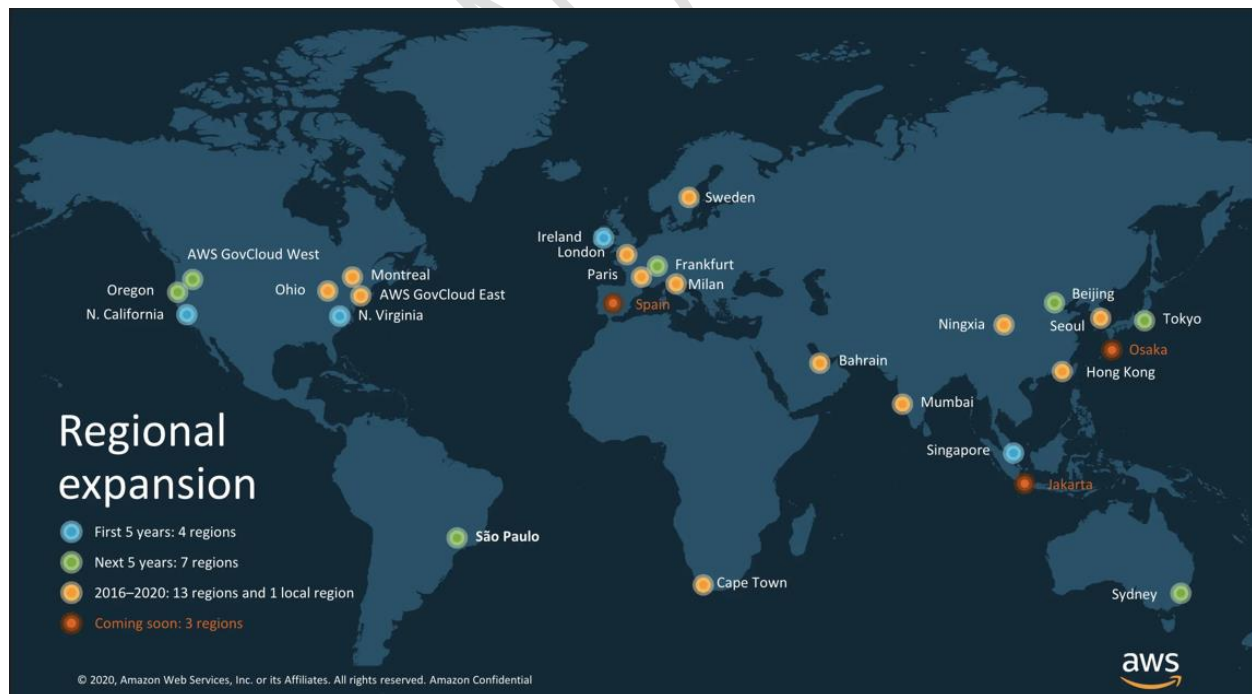 Sweden
Ireland
London
AWS GovCloud West
Frankfurt
Montreal
Paris
Milan
Oregon
Ohio
AWS GovCloud East
Spain
Beijing
N. California
N. Virginia
Ningxia
Seoul
Tokyo
Osaka
Bahrain
Hong Kong
Mumbai
Regional
expansion
Singapore
Jakarta
First 5 years: 4 regions
São Paulo
Next 5 years: 7 regions
Cape Town
2016–2020: 13 regions and 1 local region
Sydney
Coming soon: 3 regions
aws
© 2020, Amazon Web Services, Inc. or its Affiliates. All rights reserved. Amazon Confidential